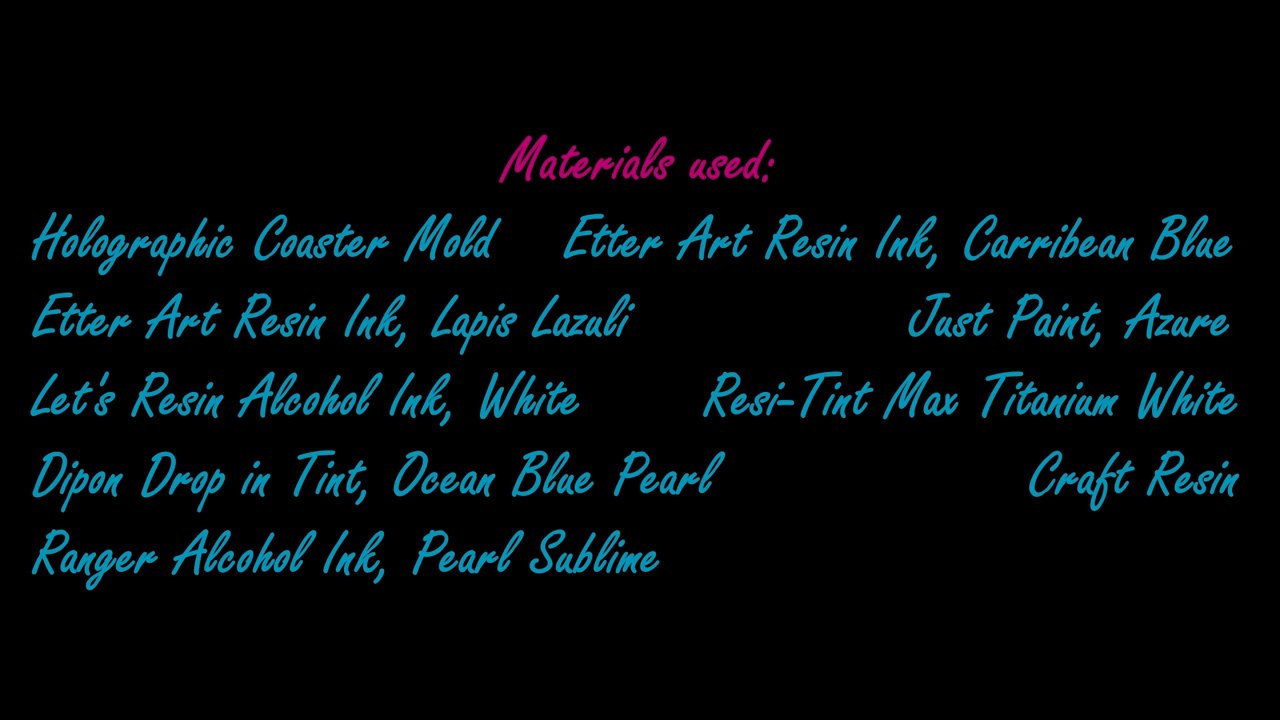 Materials used:
Holographic Coaster Mold Etter Art Resin Ink, Carribean Blue
Etter Art Resin Ink, Lapis Lazuli Just Paint, Azure
Let's Resin Alcohol Ink, White Resi-Tint Max Titanium White
Dipon Drop in Tint, Ocean Blue Pearl Craft Resin
Ranger Alcohol Ink, Pearl Sublime